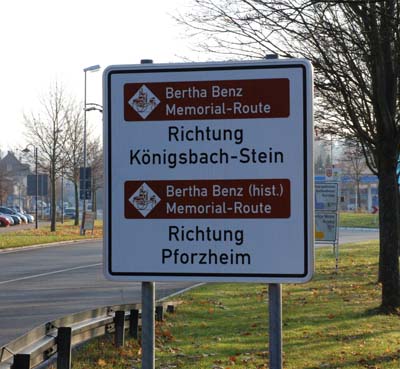 Bertha Benz
Memorial-Route
Richtung
Königsbach-Stein
Bertha Benz (hist.)
Memorial-Route
Richtung
Pforzheim